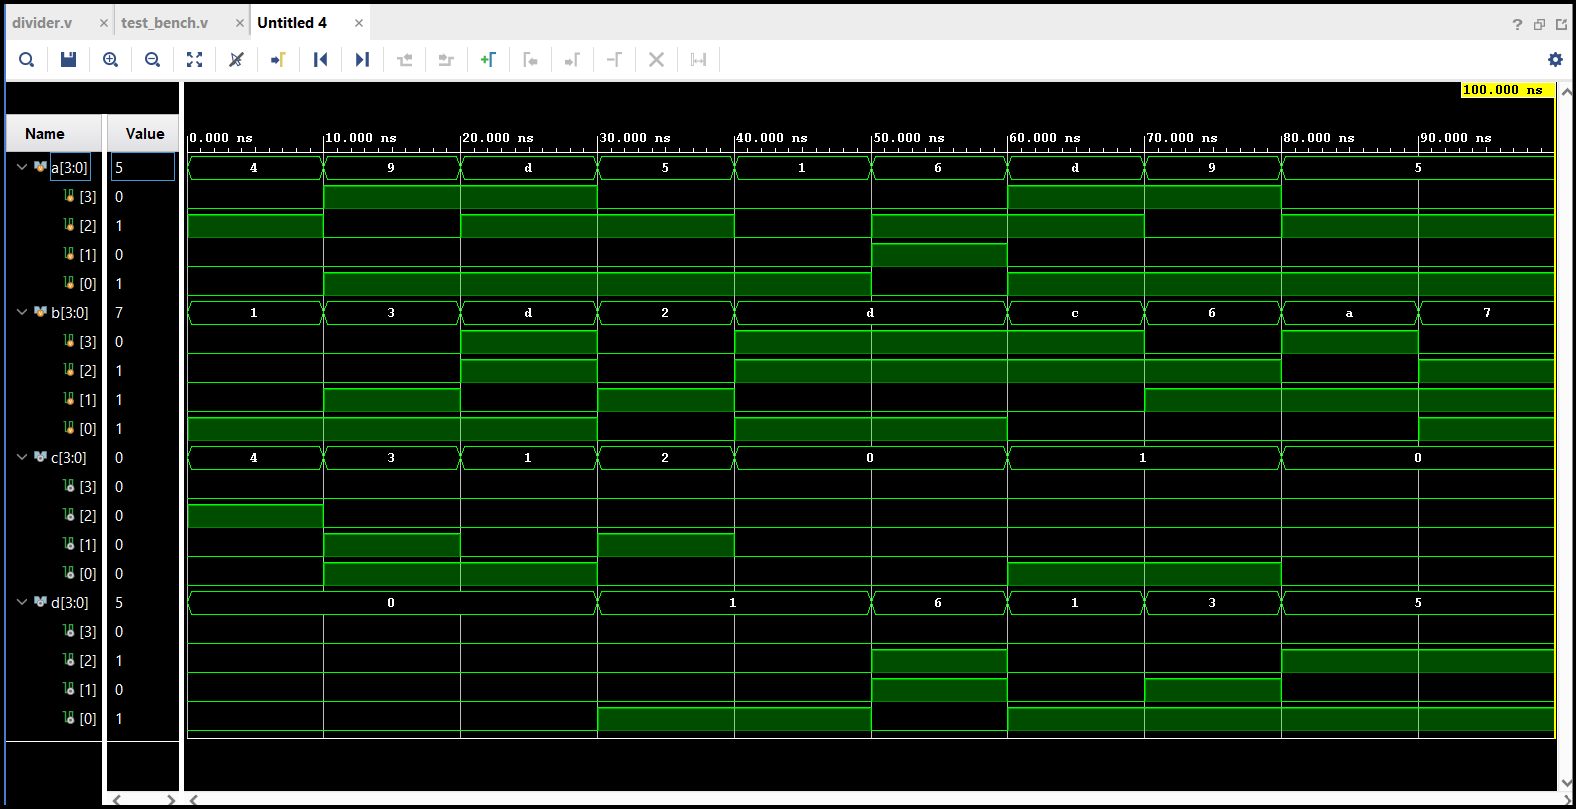 divider.v × test_bench.v × Untitled 4 ×
?
100.000 ns
Name Value
0.000 ns 10.000 ns 20.000 ns 30.000 ns 40.000 ns 50.000 ns 60.000 ns 70.000 ns 80.000 ns 90.000 ns
a[3:0] 5 4 9 d 5 1 6 d 9 5
[3] 0
[2] 1
[1] 0
[0] 1
b[3:0] 7 1 3 d 2 d c 6 a 7
[3] 0
[2] 1
[1] 1
[0] 1
c[3:0] 0 4 3 1 2 0 1 0
[3] 0
[2] 0
[1] 0
[0] 0
d[3:0] 5 0 1 6 1 3 5
[3] 0
[2] 1
[1] 0
[0] 1